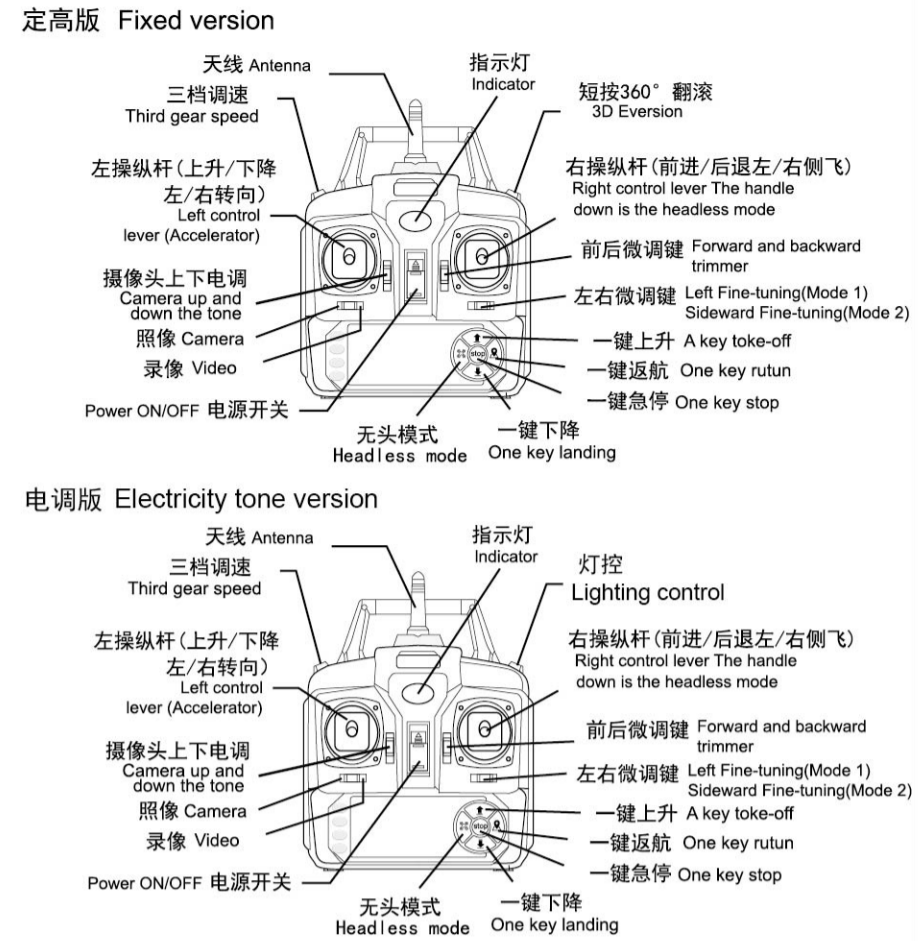 定高版 Fixed version
天线 Antenna
指示灯
Indicator
三档调速
Third gear speed
短按360°翻滚
3D Eversion
左操纵杆(上升/下降
左/右转向)
Left control
lever (Accelerator)
右操纵杆(前进/后退左/右侧飞)
Right control lever The handle
down is the headless mode
摄像头上下电调
Camera up and
down the tone
前后微调键 Forward and backward
trimmer
左右微调键 Left Fine-tuning(Mode 1)
Sideward Fine-tuning(Mode 2)
照像 Camera
一键上升 A key toke-off
录像 Video
stop
一键返航 One key rutun
一键急停 One key stop
Power ON/OFF 电源开关
无头模式
Headless mode
一键下降
One key landing
电调版 Electricity tone version
天线 Antenna
指示灯
Indicator
三档调速
Third gear speed
灯控
Lighting control
左操纵杆(上升/下降
左/右转向)
Left control
lever (Accelerator)
右操纵杆(前进/后退左/右侧飞)
Right control lever The handle
down is the headless mode
摄像头上下电调
Camera up and
down the tone
前后微调键 Forward and backward
trimmer
左右微调键 Left Fine-tuning(Mode 1)
Sideward Fine-tuning(Mode 2)
照像 Camera
一键上升 A key toke-off
录像 Video
stop
一键返航 One key rutun
一键急停 One key stop
Power ON/OFF 电源开关
无头模式
Headless mode
一键下降
One key landing